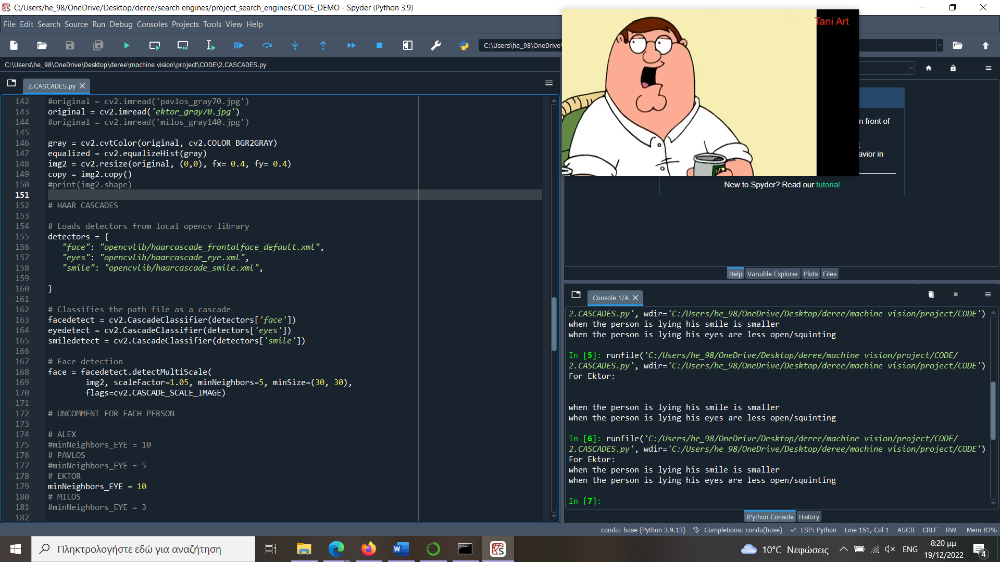 C:/Users/he_98/OneDrive/Desktop/deree/search engines/project_search_engines/CODE_DEMO - Spyder (Python 3.9)
File Edit Search Source Run Debug Consoles Projects Tools View Help
C:\Users\he_98\OneDrive\
C:\Users\he_98\OneDrive\Desktop\deree\machine vision\project\CODE\2.CASCADES.py
2.CASCADES.py
142 #original = cv2.imread('pavlos_gray70.jpg')
143 original = cv2.imread('ektor_gray70.jpg')
144 #original = cv2.imread('milos_gray140.jpg')
145
146 gray = cv2.cvtColor(original, cv2.COLOR_BGR2GRAY)
147 equalized = cv2.equalizeHist(gray)
148 img2 = cv2.resize(original, (0,0), fx= 0.4, fy= 0.4)
149 copy = img2.copy()
150 #print(img2.shape)
151
152 # HAAR CASCADES
153
154 # Loads detectors from local opencv library
155 detectors = {
156 "face": "opencvlib/haarcascade_frontalface_default.xml",
157 "eyes": "opencvlib/haarcascade_eye.xml",
158 "smile": "opencvlib/haarcascade_smile.xml",
159
160 }
161
162 # Classifies the path file as a cascade
163 facedetect = cv2.CascadeClassifier(detectors['face'])
164 eyedetect = cv2.CascadeClassifier(detectors['eyes'])
165 smiledetect = cv2.CascadeClassifier(detectors['smile'])
166
167 # Face detection
168 face = facedetect.detectMultiScale(
169 img2, scaleFactor=1.05, minNeighbors=5, minSize=(30, 30),
170 flags=cv2.CASCADE_SCALE_IMAGE)
171
172 # UNCOMMENT FOR EACH PERSON
173
174 # ALEX
175 #minNeighbors_EYE = 10
176 # PAVLOS
177 #minNeighbors_EYE = 5
178 # EKTOR
179 minNeighbors_EYE = 10
180 # MILOS
181 #minNeighbors_EYE = 3
182
Tani Art
n front of
t
avior in
New to Spyder? Read our tutorial
Help Variable Explorer Plots Files
Console 1/A
2.CASCADES.py', wdir='C:/Users/he_98/OneDrive/Desktop/deree/machine vision/project/CODE')
when the person is lying his smile is smaller
when the person is lying his eyes are less open/squinting
In [5]: runfile('C:/Users/he_98/OneDrive/Desktop/deree/machine vision/project/CODE/
2.CASCADES.py', wdir='C:/Users/he_98/OneDrive/Desktop/deree/machine vision/project/CODE')
For Ektor:
when the person is lying his smile is smaller
when the person is lying his eyes are less open/squinting
In [6]: runfile('C:/Users/he_98/OneDrive/Desktop/deree/machine vision/project/CODE/
2.CASCADES.py', wdir='C:/Users/he_98/OneDrive/Desktop/deree/machine vision/project/CODE')
For Ektor:
when the person is lying his smile is smaller
when the person is lying his eyes are less open/squinting
In [7]:
IPython Console History
conda: base (Python 3.9.13) Completions: conda(base) LSP: Python Line 151, Col 1 ASCII CRLF RW Mem 83%
Πληκτρολογήστε εδώ για αναζήτηση
10°C Νεφώσεις ENG
8:20 μμ
19/12/2022
4